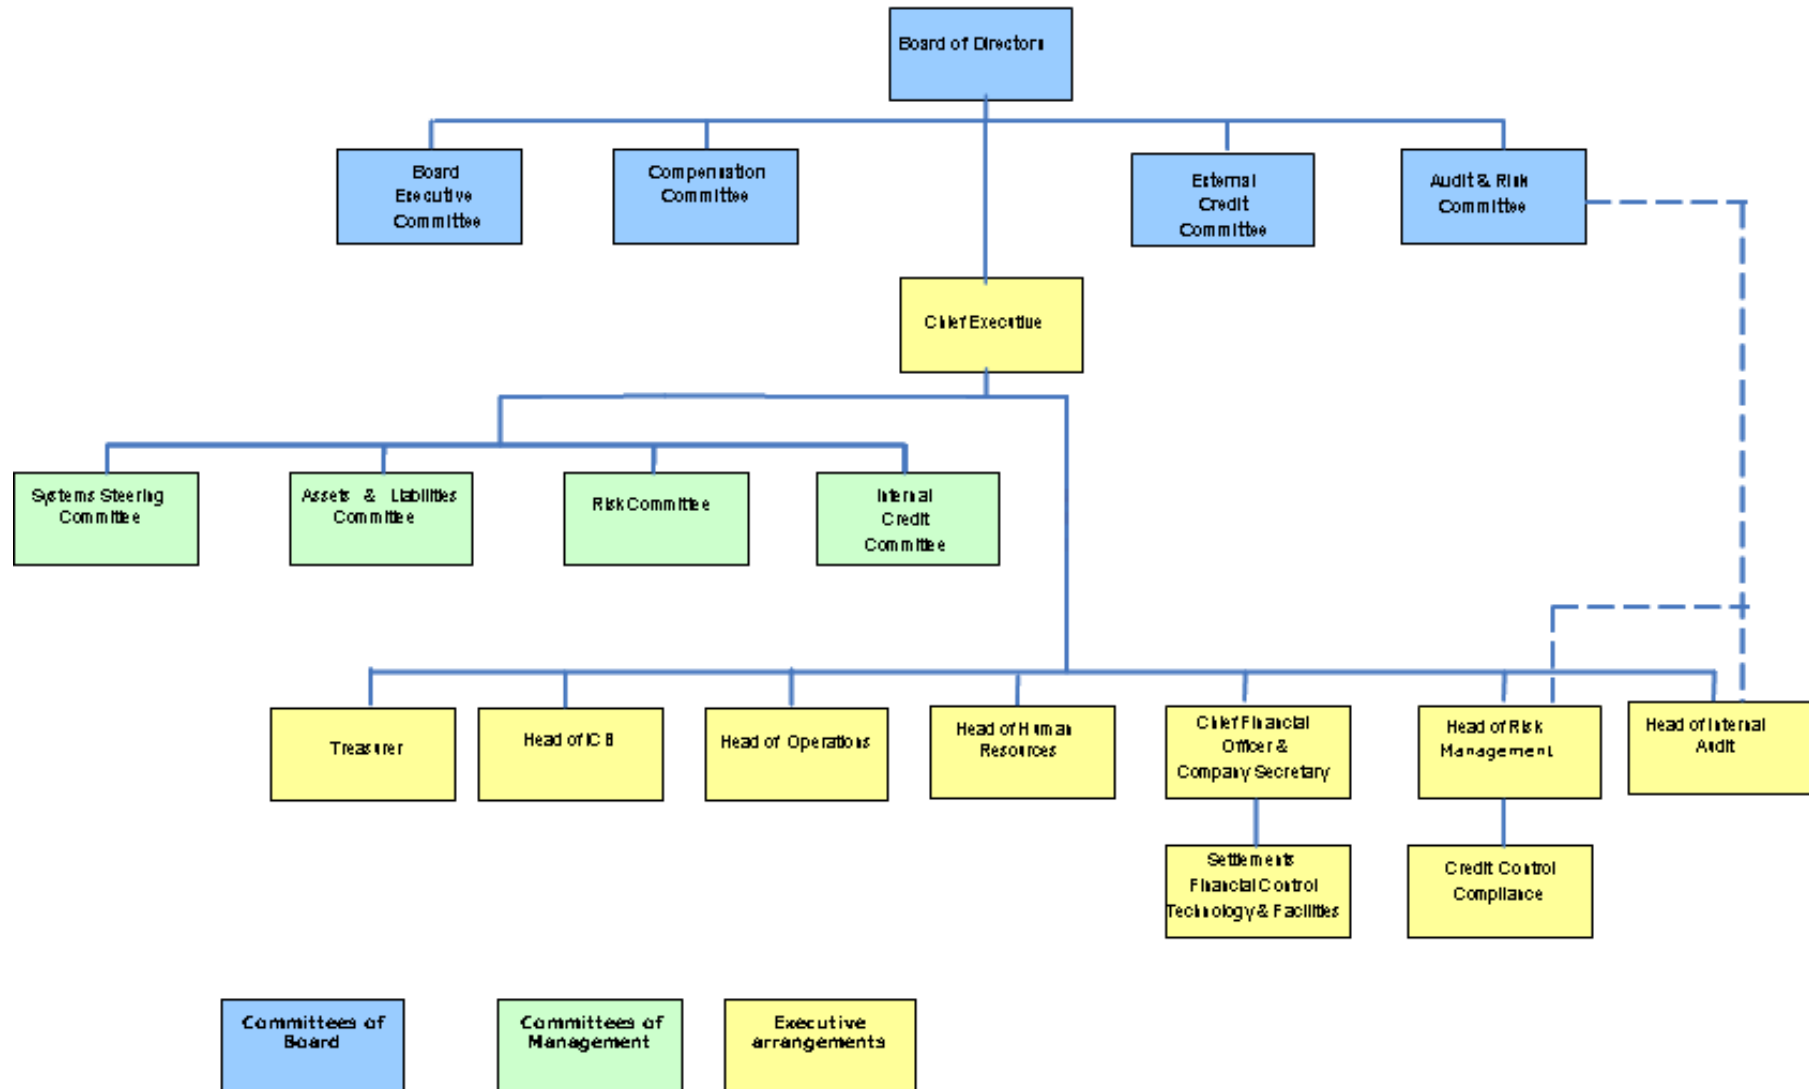 Board of Directors
Board
Executive
Committee
Compensation
Committee
External
Credit
Committee
Audit & Risk
Committee
Chief Executive
Systems Steering
Committee
Assets & Liabilities
Committee
Risk Committee
Internal
Credit
Committee
Treasurer
Head of ICB
Head of Operations
Head of Human
Resources
Chief Financial
Officer &
Company Secretary
Head of Risk
Management
Head of Internal
Audit
Settlements
Financial Control
Technology & Facilities
Credit Control
Compliance
Committees of
Board
Committees of
Management
Executive
arrangements